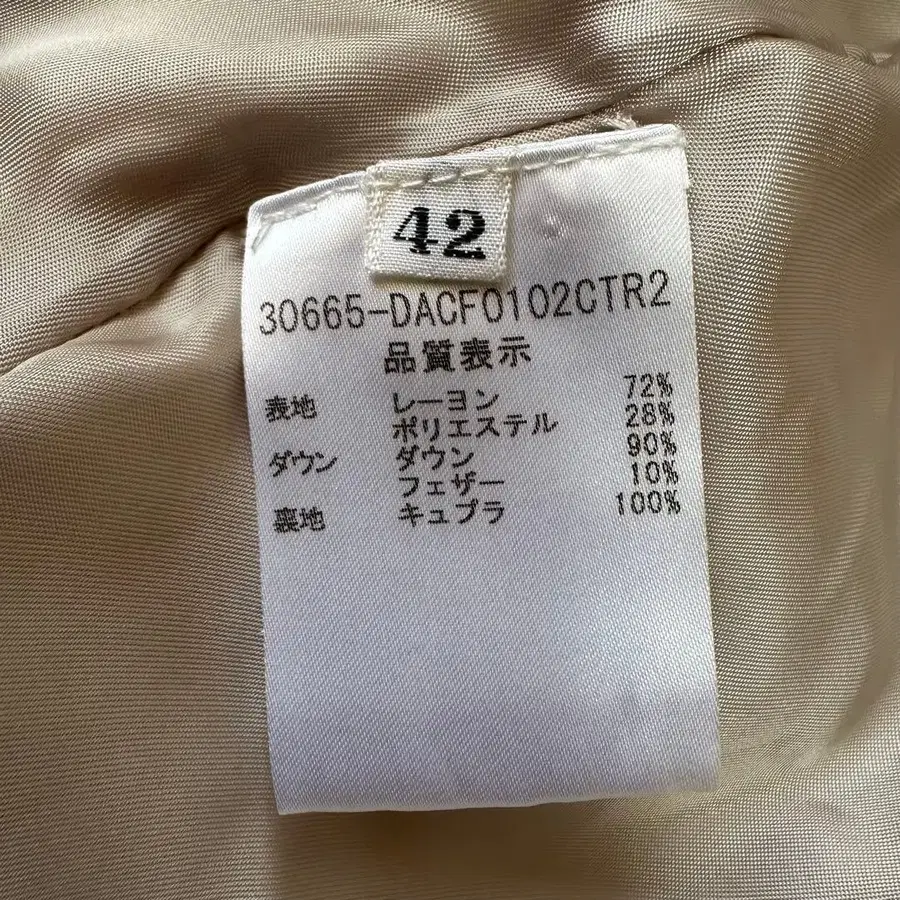 42
30665-DACF0102CTR2
品質表示
表地 レーヨン 72%
ポリエステル 28%
ダウン ダウン 90%
フェザー 10%
裏地 キュプラ 100%